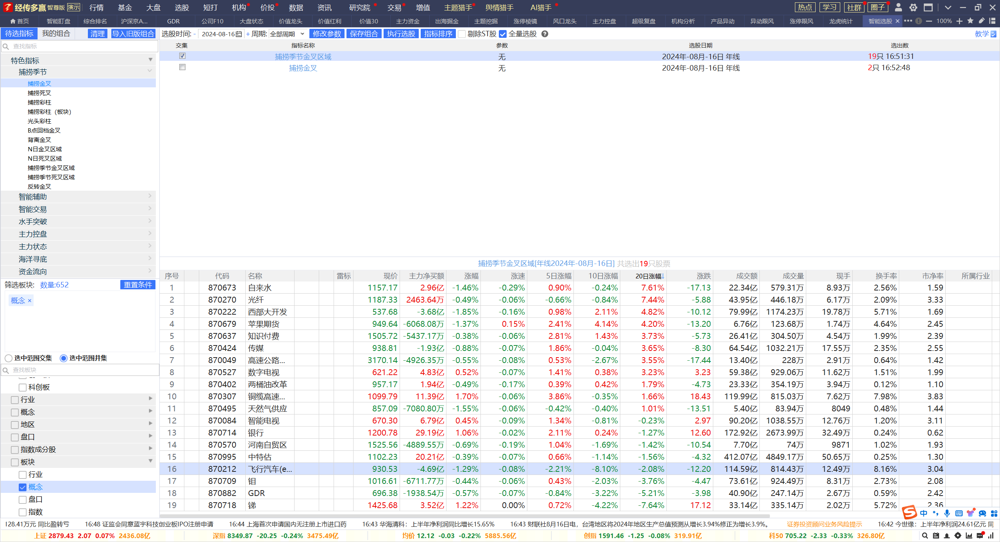 经传多赢 智尊版 演示 行情 基金 大盘 选股 短打 机构 价投 数据 资讯 研究院 交易 增值 主题猎手 舆情猎手 AI猎手 热点 学习 社群 圈子
首页 智能盯盘 综合排名 沪深京A... GDR 公司F10 大盘状态 价值龙头 价值红利 价值30 主力资金 出海掘金 主题挖掘 涨停棱镜 风口龙头 主力控盘 超级复盘 机构分析 产品异动 异动跟风 涨停跟风 龙虎统计 智能选股 100%
待选指标 我的组合 清理 导入旧版组合 选股时间: - 2024-08-16 + 周期: 全部周期 修改参数 保存组合 执行选股 指标排序 剔除ST股 全量选股 教学
查找指标
特色指标
捕捞季节
捕捞金叉
捕捞死叉
捕捞彩柱
捕捞彩柱（板块）
光头彩柱
B点回档金叉
背离金叉
N日金叉区域
N日死叉区域
捕捞季节金叉区域
捕捞季节死叉区域
反转金叉
智能辅助
智能交易
水手突破
主力控盘
主力状态
海洋寻底
资金流向
筛选板块: 数量:652 重置条件
概念 ×
选中范围交集 选中范围并集
查找板块
科创板
行业
概念
地区
盘口
指数成分股
板块
行业
概念
盘口
指数
交集 指标名称 参数 选股日期 选出数
捕捞季节金叉区域 无 2024年-08月-16日 年线 19只 16:51:31
捕捞金叉 无 2024年-08月-16日 年线 2只 16:52:48
捕捞季节金叉区域[年线2024年-08月-16日] 共选出19只股票
序号 代码 名称 雷标 现价 主力净买额 涨幅 涨速 5日涨幅 10日涨幅 20日涨幅↓ 涨跌 成交额 成交量 现手 换手率 市净率 所属行业
1 870673 自来水 1157.17 2.96亿 -1.46% -0.29% 0.90% -0.24% 7.61% -17.13 22.34亿 579.31万 8.93万 2.56% 1.59
2 870270 光纤 1187.33 2463.64万 -0.49% -0.06% -0.66% -0.84% 7.44% -5.88 43.95亿 446.18万 6.17万 2.09% 3.33
3 870222 西部大开发 537.68 -3.68亿 -1.85% -0.16% 0.98% 2.11% 4.82% -10.12 79.99亿 1174.23万 19.78万 5.71% 1.69
4 870679 苹果期货 949.64 -6068.08万 -1.37% 0.15% 2.41% 4.14% 4.20% -13.20 6.76亿 123.68万 1.74万 4.64% 2.45
5 870637 知识付费 1505.72 -5437.17万 -0.38% -0.06% 2.81% 1.43% 3.73% -5.73 26.41亿 304.50万 4.54万 1.99% 2.39
6 870424 传媒 938.81 -1.93亿 -0.88% -0.07% 1.86% -0.04% 3.65% -8.30 64.54亿 1032.21万 17.55万 2.35% 2.55
7 870049 高速公路... 3170.14 -4926.35万 -0.55% -0.08% 0.53% -2.67% 3.55% -17.44 13.40亿 228万 2.91万 0.64% 1.42
8 870527 数字电视 621.22 4.83亿 0.52% -0.07% 1.41% 0.38% 3.23% 3.23 59.38亿 929.06万 11.62万 1.51% 1.99
9 870402 两桶油改革 957.17 1.94亿 -0.49% -0.17% 0.39% 0.42% 1.79% -4.73 23.33亿 354.19万 3.94万 0.12% 1.10
10 870307 铜缆高速... 1099.79 11.39亿 1.70% -0.06% 3.86% -0.35% 1.66% 18.43 119.99亿 815.03万 7.62万 7.98% 3.83
11 870495 天然气供应 857.09 -7080.80万 -1.55% -0.06% -0.42% -0.40% 1.01% -13.51 5.40亿 83.94万 8049 0.48% 1.44
12 870084 智能电视 670.30 6.79亿 0.45% -0.09% 1.34% -0.81% -0.23% 2.97 90.20亿 1038.55万 12.76万 1.20% 3.11
13 870714 银行 1200.78 29.19亿 1.06% -0.02% 2.11% 0.24% -1.27% 12.60 172.92亿 2673.99万 32.49万 0.24% 0.62
14 870570 河南自贸区 1525.56 -4889.55万 -0.69% -0.19% 1.04% -1.69% -1.42% -10.54 7.70亿 74万 9871 1.02% 1.93
15 870995 中特估 1102.23 20.21亿 -0.39% -0.07% 0.66% -1.14% -1.56% -4.32 412.07亿 4849.17万 50.65万 0.25% 1.30
16 870212 飞行汽车(e... 930.53 -4.69亿 -1.29% -0.08% -2.21% -8.10% -2.08% -12.20 114.59亿 814.43万 12.49万 8.16% 3.04
17 870709 钼 1016.61 -6711.77万 -0.44% -0.06% 0.43% -2.03% -3.76% -4.47 73.61亿 924.49万 8.31万 2.73% 2.08
18 870882 GDR 696.38 -1938.54万 -0.57% -0.07% -0.84% -3.22% -5.21% -3.98 40.90亿 247.14万 2.67万 0.59% 2.42
19 870718 锑 1425.68 3.52亿 1.22% 0.00% 0.72% -4.22% -7.64% 17.12 33.14亿 335.14万 2.02万 5.72% 2.36
中
128.41万元 同比盈转亏 16:48 证监会同意蓝宇科技创业板IPO注册申请 16:44 上海首次申请国内无注册上市进口药 16:43 华海清科：上半年净利润同比增长15.65% 16:43 财联社8月16日电，台湾地区将2024年地区生产总值预测从增长3.94%修正为增长3.9%。 证券投资顾问业务风险提示 16:42 今世缘：上半年净利润24.61亿元 同
上证 2879.43 2.07 0.07% 2436.08亿 深指 8349.87 -20.25 -0.24% 3475.49亿 均价 12.12 -0.03 -0.22% 5885.56亿 创指 1591.46 -1.25 -0.08% 319.91亿 科50 705.22 -2.33 -0.33% 326.80亿